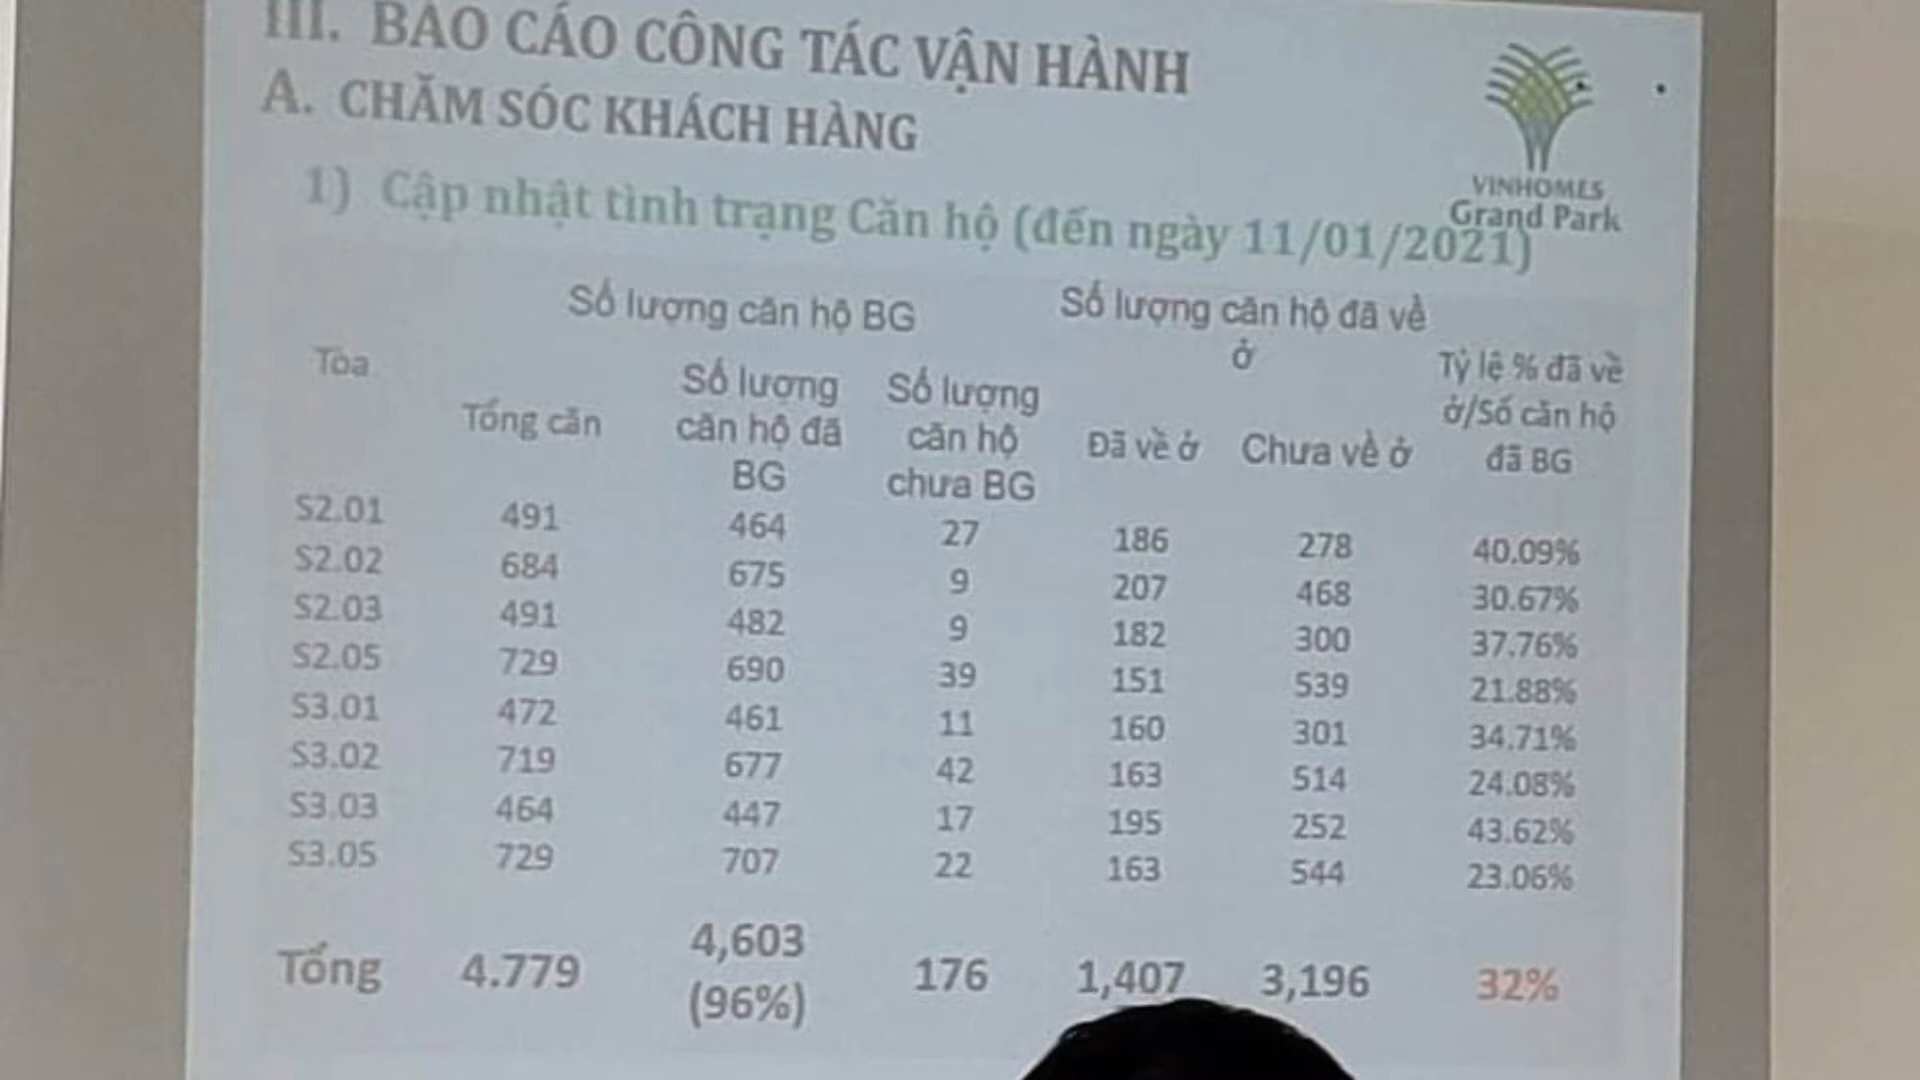 III. BÁO CÁO CÔNG TÁC VẬN HÀNH
A. CHĂM SÓC KHÁCH HÀNG
VINHOMES
Grand Park
1) Cập nhật tình trạng Căn hộ (đến ngày 11/01/2021)
Số lượng căn hộ BG
Số lượng căn hộ đã về ở
Tòa
Tổng căn
Số lượng căn hộ đã BG
Số lượng căn hộ chưa BG
Đã về ở
Chưa về ở
Tỷ lệ % đã về ở/Số căn hộ đã BG
S2.01 491 464 27 186 278 40.09%
S2.02 684 675 9 207 468 30.67%
S2.03 491 482 9 182 300 37.76%
S2.05 729 690 39 151 539 21.88%
S3.01 472 461 11 160 301 34.71%
S3.02 719 677 42 163 514 24.08%
S3.03 464 447 17 195 252 43.62%
S3.05 729 707 22 163 544 23.06%
Tổng 4.779 4,603 (96%) 176 1,407 3,196 32%